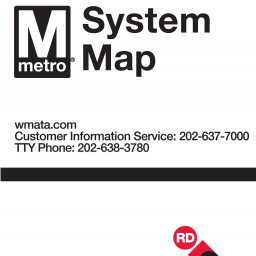 M
metro®
System
Map
wmata.com
Customer Information Service: 202-637-7000
TTY Phone: 202-638-3780
RD